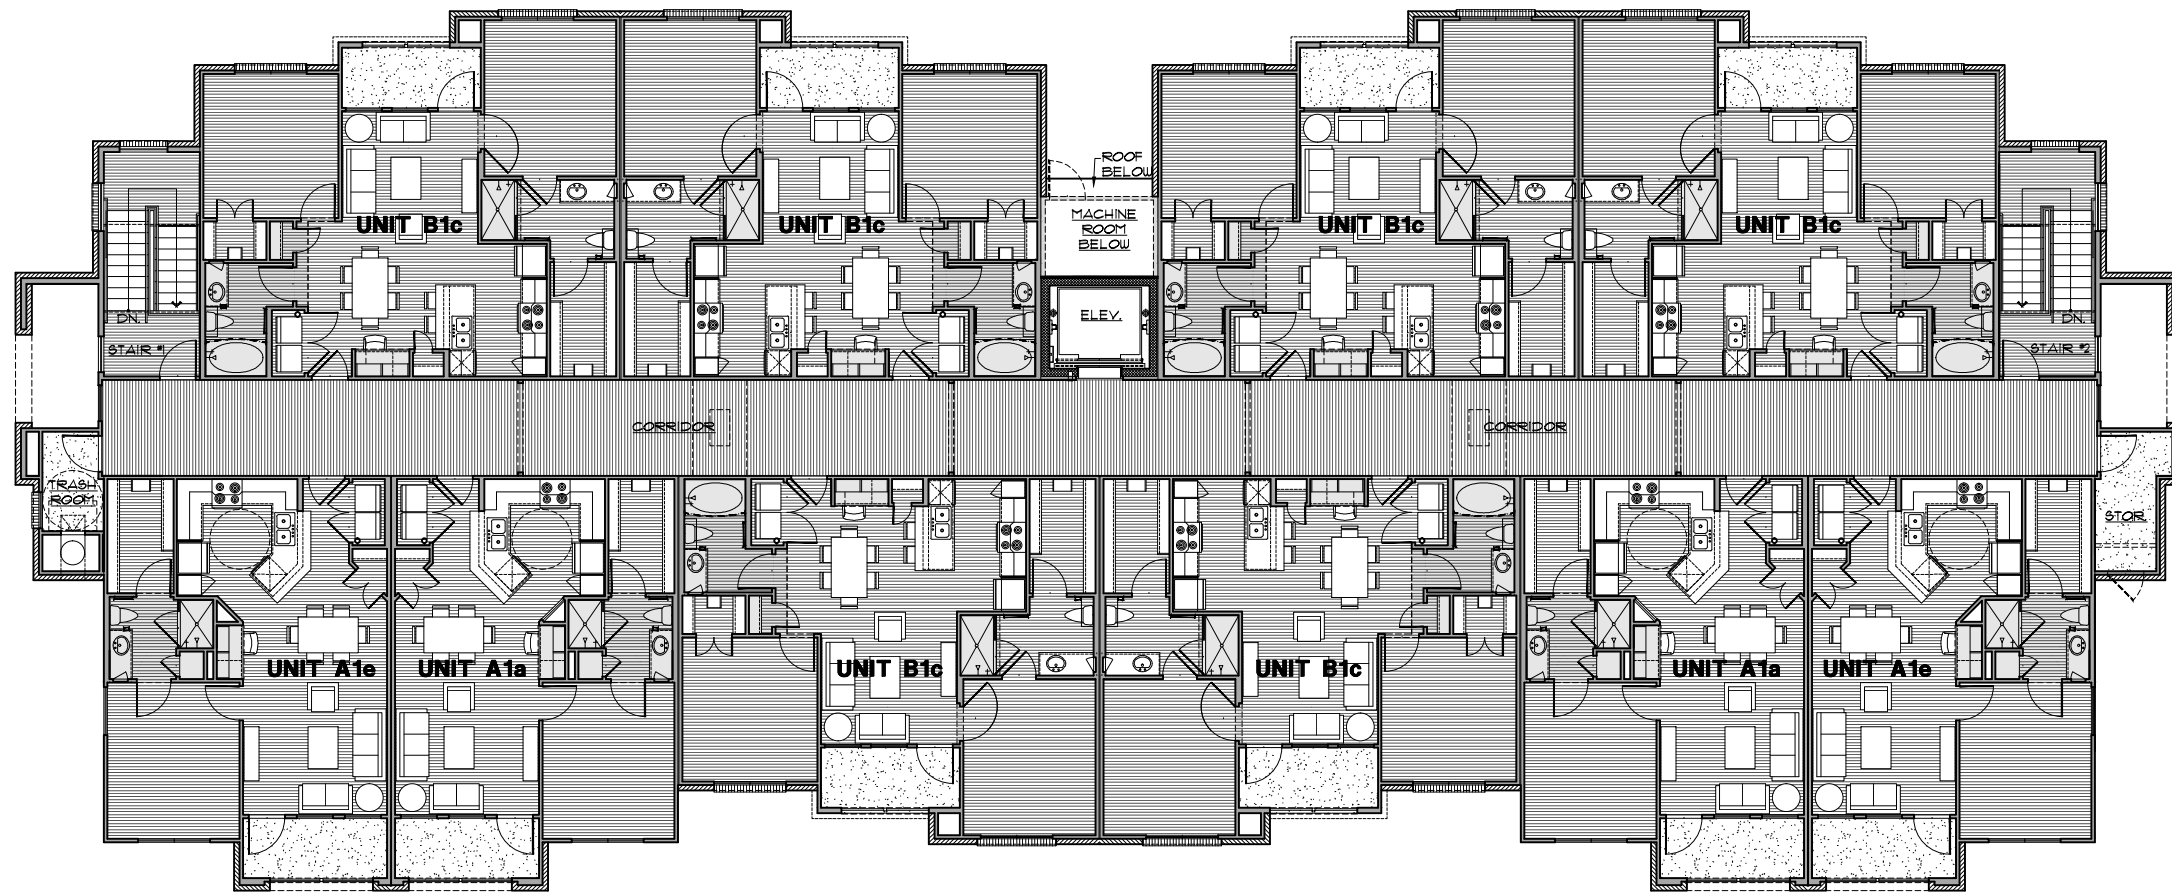 ROOF
BELOW
MACHINE
ROOM
BELOW
UNIT B1c
UNIT B1c
UNIT B1c
UNIT B1c
DN.
ELEV.
DN.
STAIR #1
STAIR #2
CORRIDOR
CORRIDOR
TRASH
ROOM
STOR
UNIT A1e
UNIT A1a
UNIT B1c
UNIT B1c
UNIT A1a
UNIT A1e